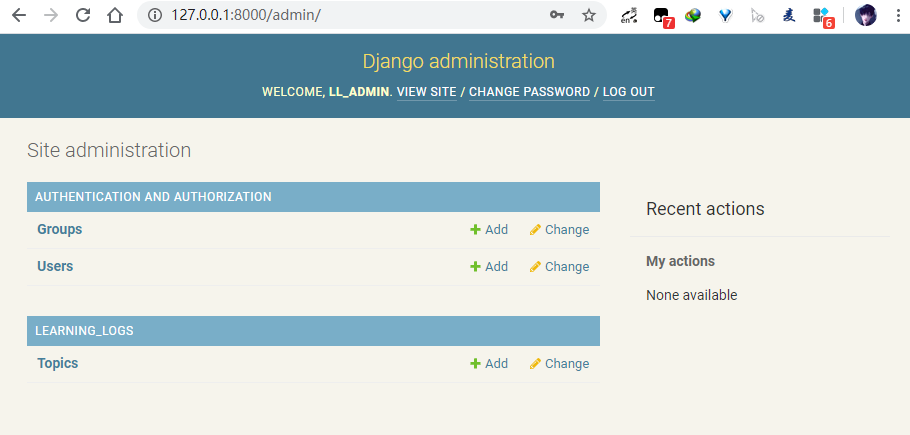 127.0.0.1:8000/admin/
en
7
6
Django administration
WELCOME, LL_ADMIN. VIEW SITE / CHANGE PASSWORD / LOG OUT
Site administration
AUTHENTICATION AND AUTHORIZATION
Groups Add Change
Users Add Change
LEARNING_LOGS
Topics Add Change
Recent actions
My actions
None available